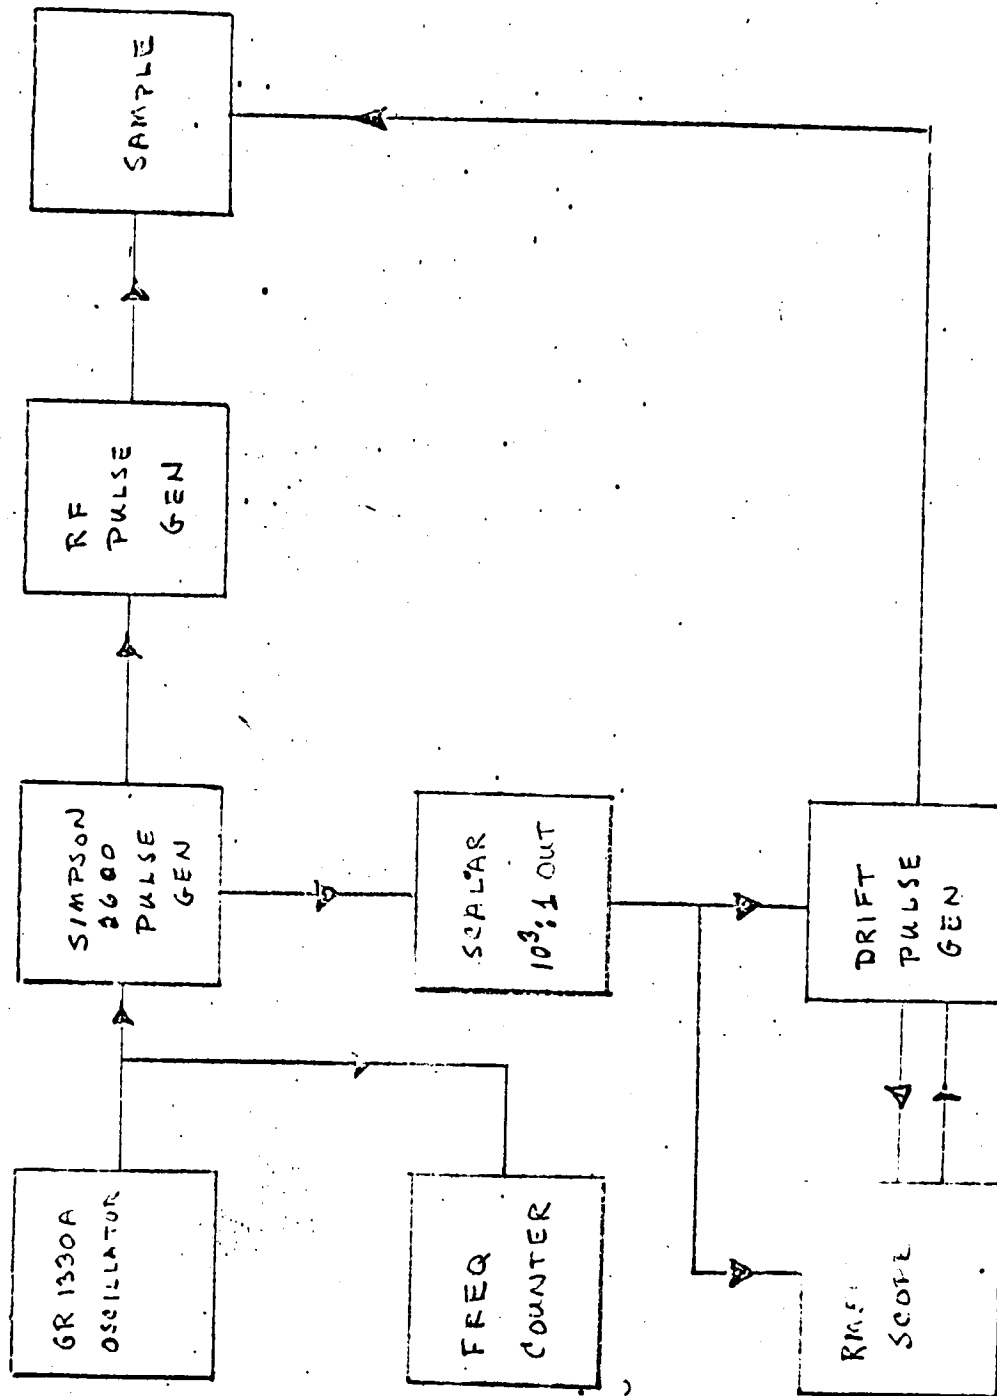 GR 1330A
OSCILLATOR
FREQ
COUNTER
SIMPSON
2600
PULSE
GEN
SCALAR
10³:1 OUT
RF
PULSE
GEN
SAMPLE
DRIFT
PULSE
GEN
SCOPE